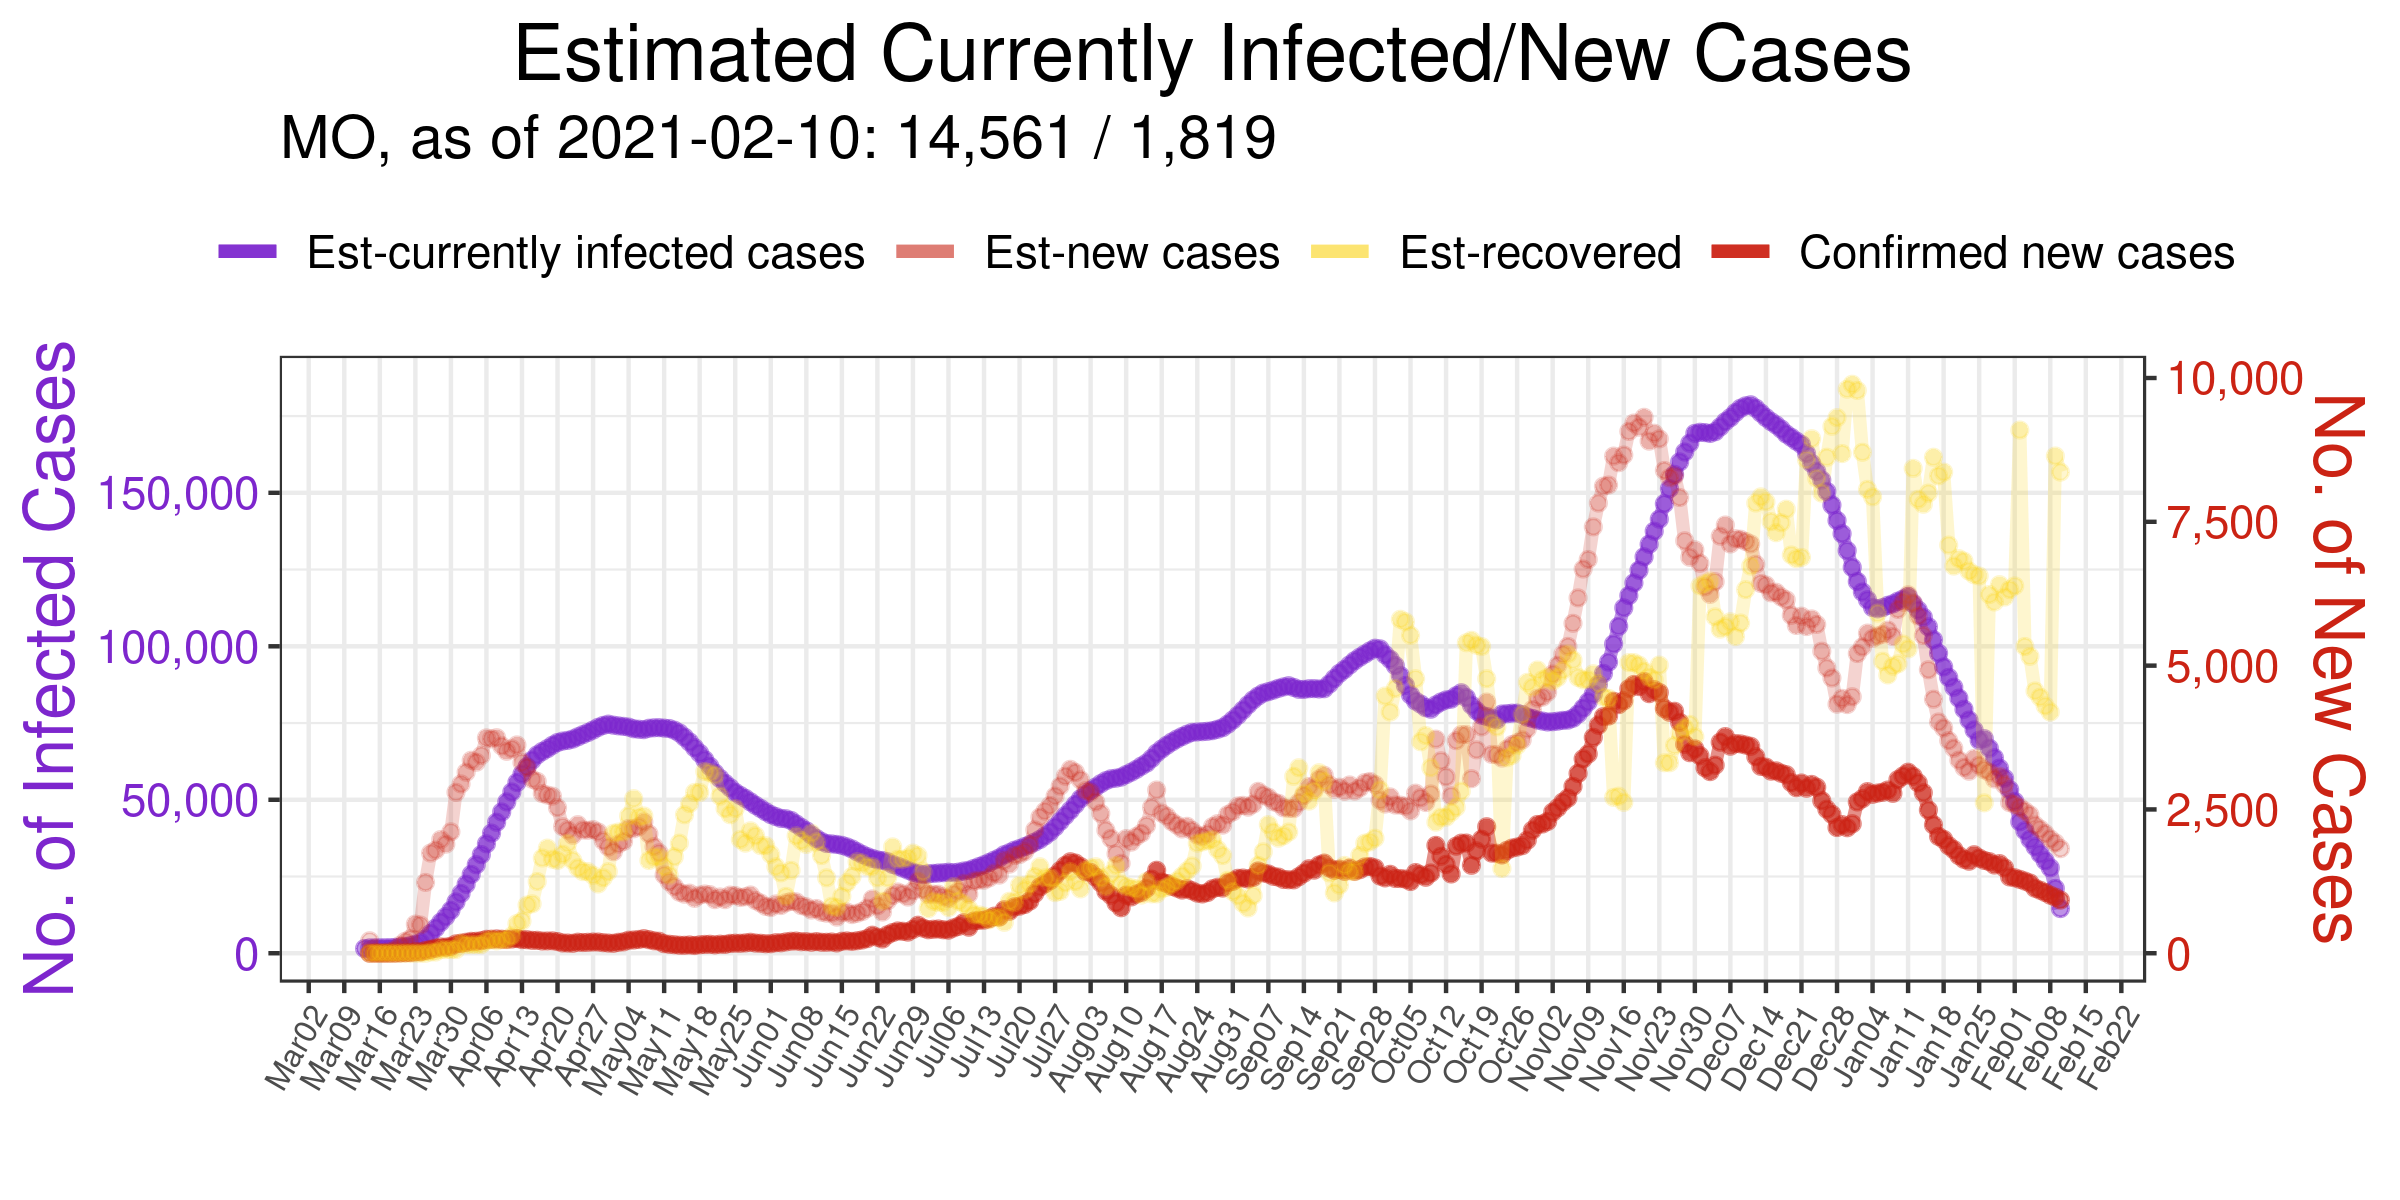 Estimated Currently Infected/New Cases
MO, as of 2021-02-10: 14,561 / 1,819
Est-currently infected cases Est-new cases Est-recovered Confirmed new cases
No. of Infected Cases
150,000
100,000
50,000
0
10,000
7,500
5,000
2,500
0
No. of New Cases
Mar02 Mar09 Mar16 Mar23 Mar30 Apr06 Apr13 Apr20 Apr27 May04 May11 May18 May25 Jun01 Jun08 Jun15 Jun22 Jun29 Jul06 Jul13 Jul20 Jul27 Aug03 Aug10 Aug17 Aug24 Aug31 Sep07 Sep14 Sep21 Sep28 Oct05 Oct12 Oct19 Oct26 Nov02 Nov09 Nov16 Nov23 Nov30 Dec07 Dec14 Dec21 Dec28 Jan04 Jan11 Jan18 Jan25 Feb01 Feb08 Feb15 Feb22